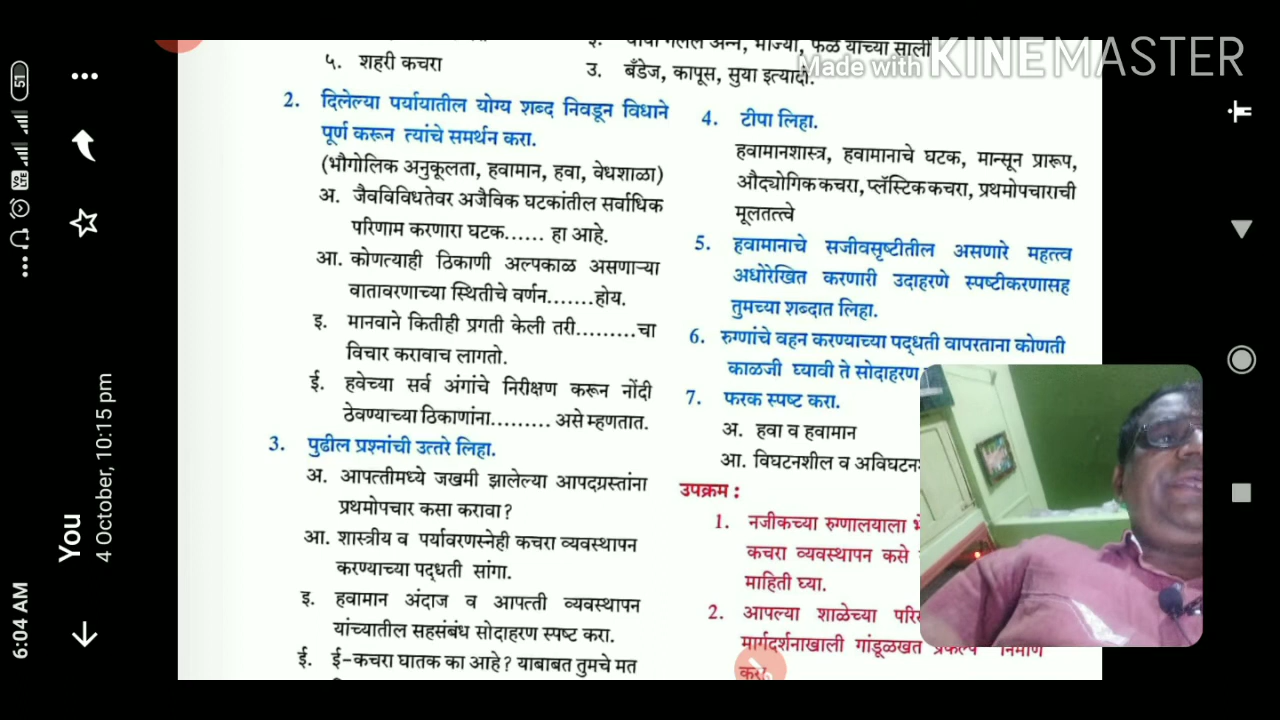 Made with KINEMASTER
५. शहरी कचरा
उ. बँडेज, कापूस, सुया इत्यादी.
2. दिलेल्या पर्यायातील योग्य शब्द निवडून विधाने
पूर्ण करून त्यांचे समर्थन करा.
(भौगोलिक अनुकूलता, हवामान, हवा, वेधशाळा)
अ. जैवविविधतेवर अजैविक घटकांतील सर्वाधिक
परिणाम करणारा घटक...... हा आहे.
आ. कोणत्याही ठिकाणी अल्पकाळ असणाऱ्या
वातावरणाच्या स्थितीचे वर्णन.......होय.
इ. मानवाने कितीही प्रगती केली तरी.........चा
विचार करावाच लागतो.
ई. हवेच्या सर्व अंगांचे निरीक्षण करून नोंदी
ठेवण्याच्या ठिकाणांना......... असे म्हणतात.
3. पुढील प्रश्नांची उत्तरे लिहा.
अ. आपत्तीमध्ये जखमी झालेल्या आपदग्रस्तांना
प्रथमोपचार कसा करावा?
आ. शास्त्रीय व पर्यावरणस्नेही कचरा व्यवस्थापन
करण्याच्या पद्धती सांगा.
इ. हवामान अंदाज व आपत्ती व्यवस्थापन
यांच्यातील सहसंबंध सोदाहरण स्पष्ट करा.
ई. ई-कचरा घातक का आहे? याबाबत तुमचे मत
4. टीपा लिहा.
हवामानशास्त्र, हवामानाचे घटक, मान्सून प्रारूप,
औद्योगिक कचरा, प्लॅस्टिक कचरा, प्रथमोपचाराची
मूलतत्त्वे
5. हवामानाचे सजीवसृष्टीतील असणारे महत्त्व
अधोरेखित करणारी उदाहरणे स्पष्टीकरणासह
तुमच्या शब्दात लिहा.
6. रुग्णांचे वहन करण्याच्या पद्धती वापरताना कोणती
काळजी घ्यावी ते सोदाहरण
7. फरक स्पष्ट करा.
अ. हवा व हवामान
आ. विघटनशील व
उपक्रम :
1. नजीकच्या रुग्णालयाला
कचरा व्यवस्थापन कसे
माहिती घ्या.
2. आपल्या शाळेच्या
मार्गदर्शनाखाली गांडूळखत प्रकल्प निर्माण
You
4 October, 10:15 pm
6:04 AM
51